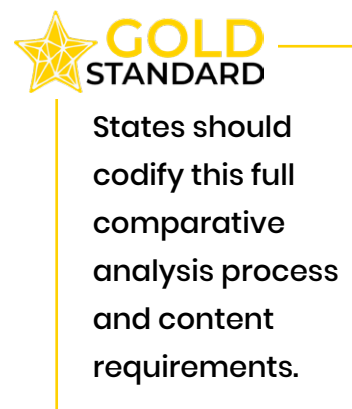 GOLD
STANDARD
States should
codify this full
comparative
analysis process
and content
requirements.